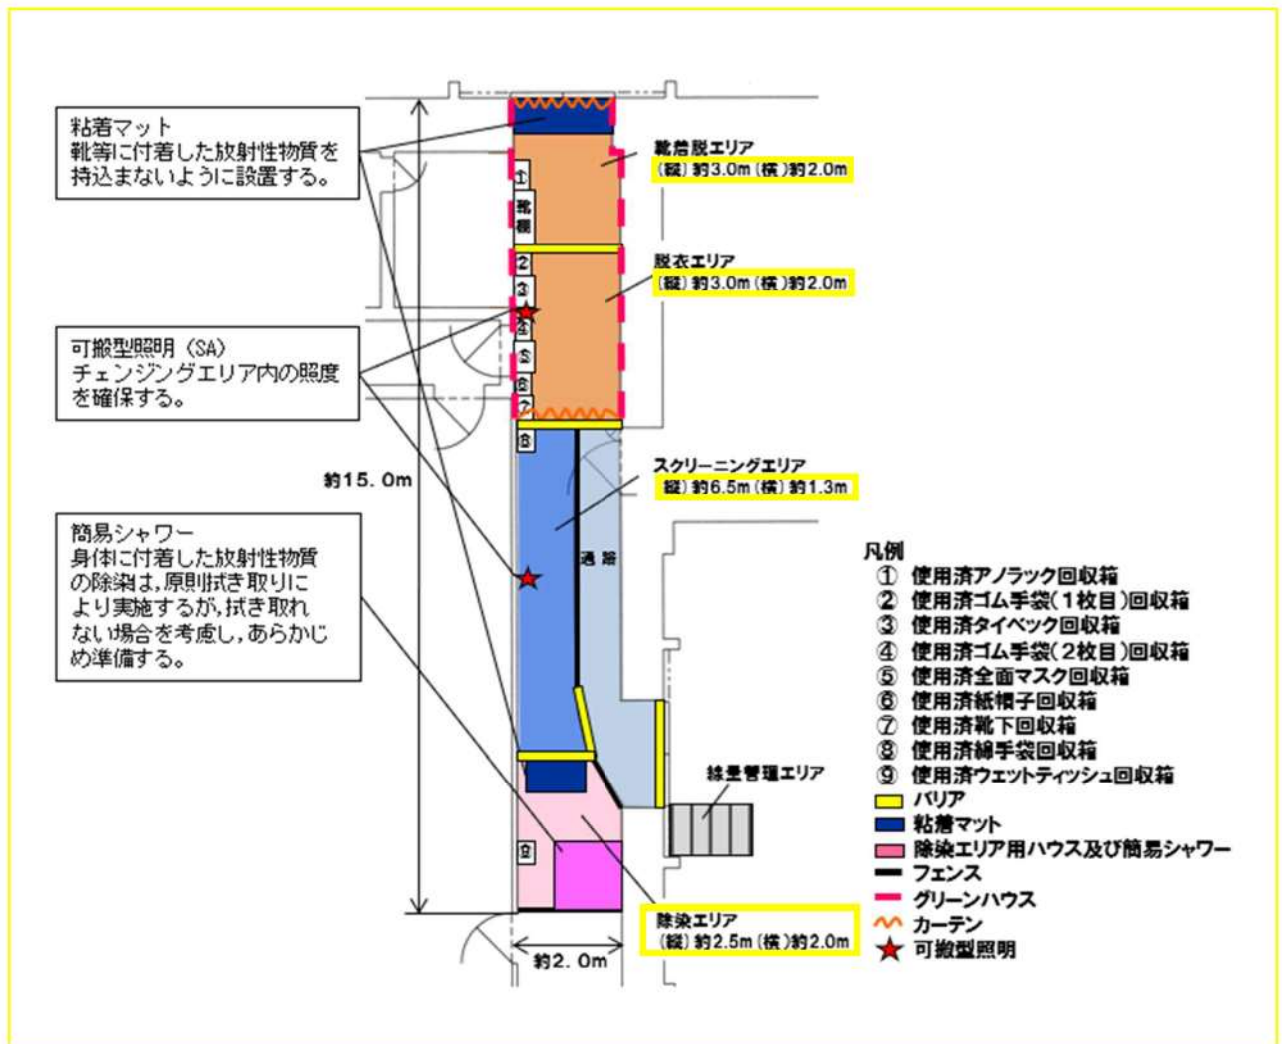 粘着マット
靴等に付着した放射性物質を
持込まないように設置する。
可搬型照明（SA）
チェンジングエリア内の照度
を確保する。
約15．0m
簡易シャワー
身体に付着した放射性物質
の除染は，原則拭き取りに
より実施するが，拭き取れ
ない場合を考慮し，あらかじ
め準備する。
①
靴棚
②
③
④
⑤
⑥
⑦
⑧
⑨
通路
約2．0m
靴着脱エリア
（縦）約3.0m（横）約2.0m
脱衣エリア
（縦）約3.0m（横）約2.0m
スクリーニングエリア
縦）約6.5m（横）約1.3m
線量管理エリア
除染エリア
（縦）約2.5m（横）約2.0m
凡例
① 使用済アノラック回収箱
② 使用済ゴム手袋（1枚目）回収箱
③ 使用済タイベック回収箱
④ 使用済ゴム手袋（2枚目）回収箱
⑤ 使用済全面マスク回収箱
⑥ 使用済紙帽子回収箱
⑦ 使用済靴下回収箱
⑧ 使用済綿手袋回収箱
⑨ 使用済ウェットティッシュ回収箱
バリア
粘着マット
除染エリア用ハウス及び簡易シャワー
フェンス
グリーンハウス
カーテン
可搬型照明